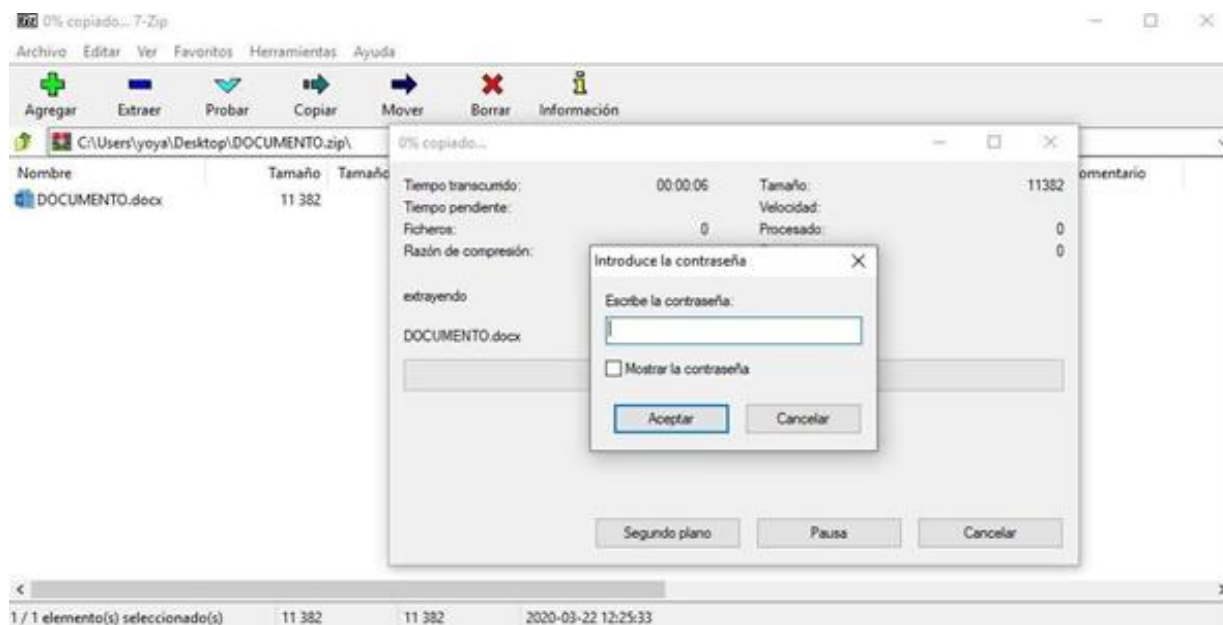 0% copiado... 7-Zip
Archivo Editar Ver Favoritos Herramientas Ayuda
Agregar Extraer Probar Copiar Mover Borrar Información
C:\Users\yoya\Desktop\DOCUMENTO.zip\
Nombre Tamaño Tamaño omentario
DOCUMENTO.docx 11 382
0% copiado...
Tiempo transcurrido: 00:00:06 Tamaño: 11382
Tiempo pendiente: Velocidad:
Ficheros: 0 Procesado: 0
Razón de compresión: 0
extrayendo
DOCUMENTO.docx
Introduce la contraseña
Escribe la contraseña:
Mostrar la contraseña
Aceptar Cancelar
Segundo plano Pausa Cancelar
1 / 1 elemento(s) seleccionado(s) 11 382 11 382 2020-03-22 12:25:33